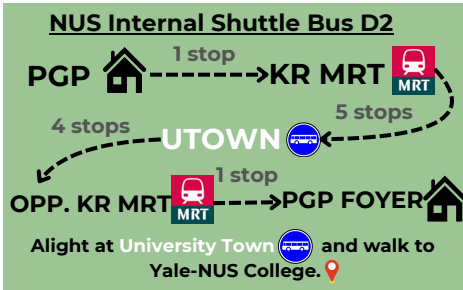 NUS Internal Shuttle Bus D2
1 stop
PGP
KR MRT
MRT
5 stops
4 stops
UTOWN
1 stop
OPP. KR MRT
MRT
PGP FOYER
Alight at University Town and walk to
Yale-NUS College.